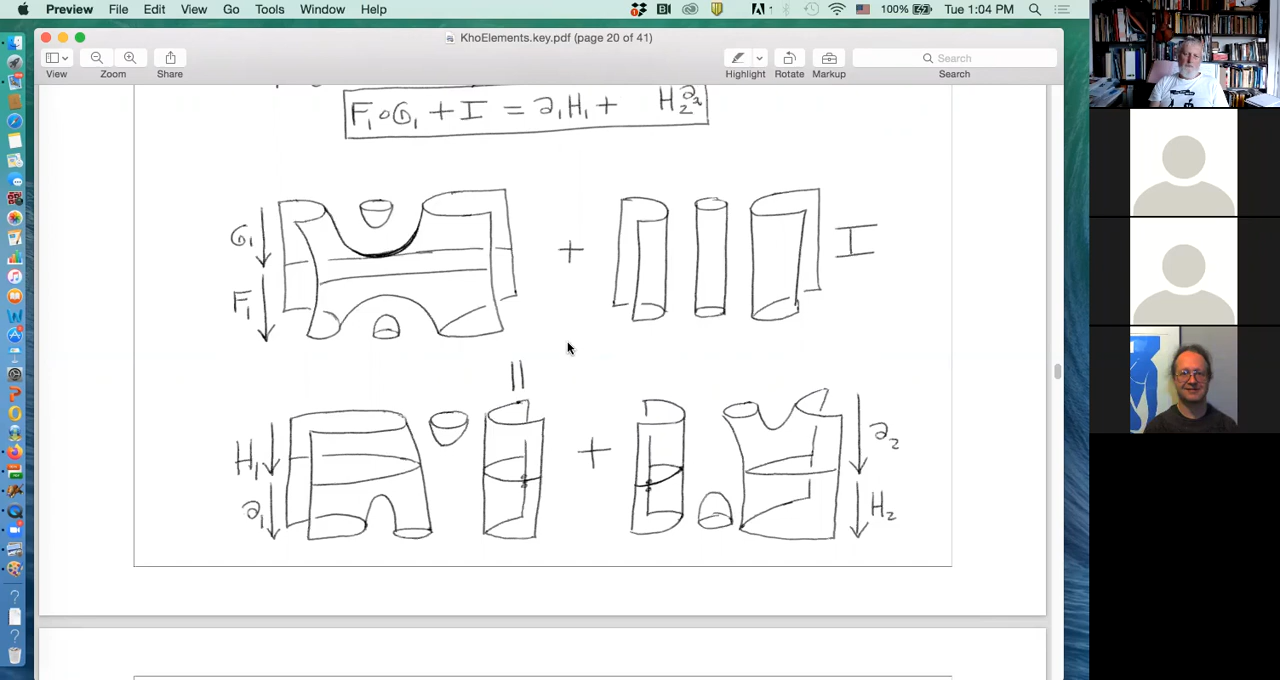 Preview File Edit View Go Tools Window Help 100% Tue 1:04 PM
KhoElements.key.pdf (page 20 of 41)
View Zoom Share Highlight Rotate Markup Search
F₁∘G₁ + I = ∂₁H₁ + H₂∂₂
G₁
F₁
+
I
||
H₁
∂₁
+
∂₂
H₂